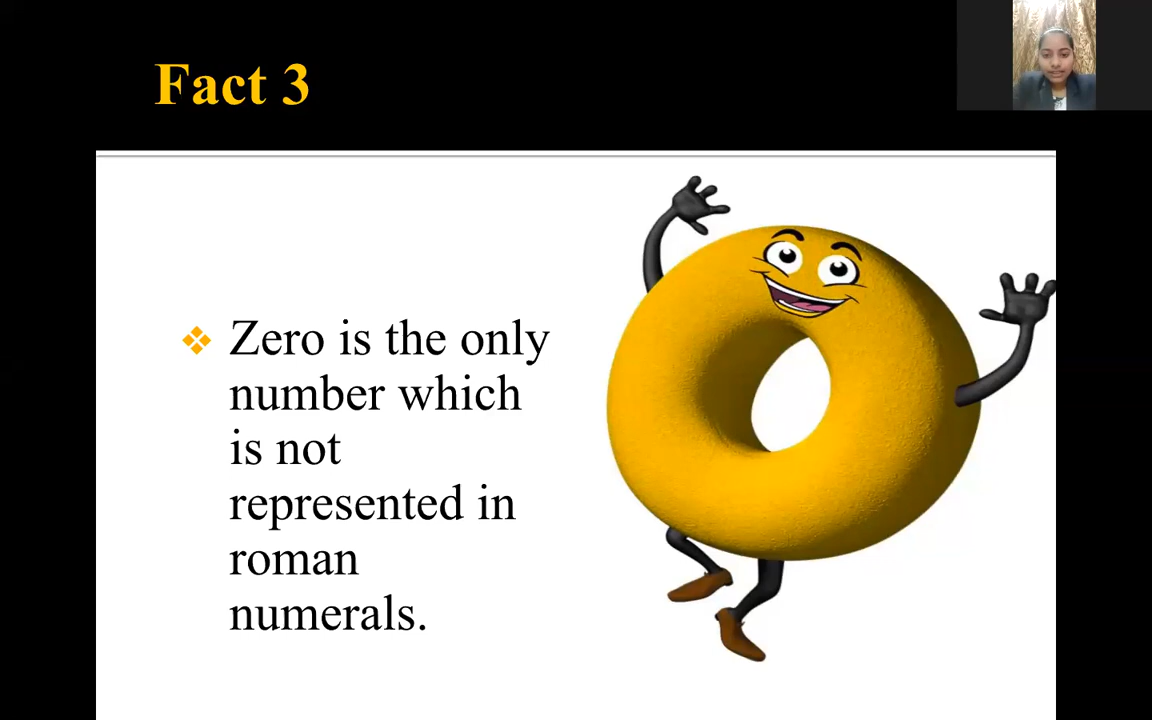 Fact 3
Zero is the only
number which
is not
represented in
roman
numerals.